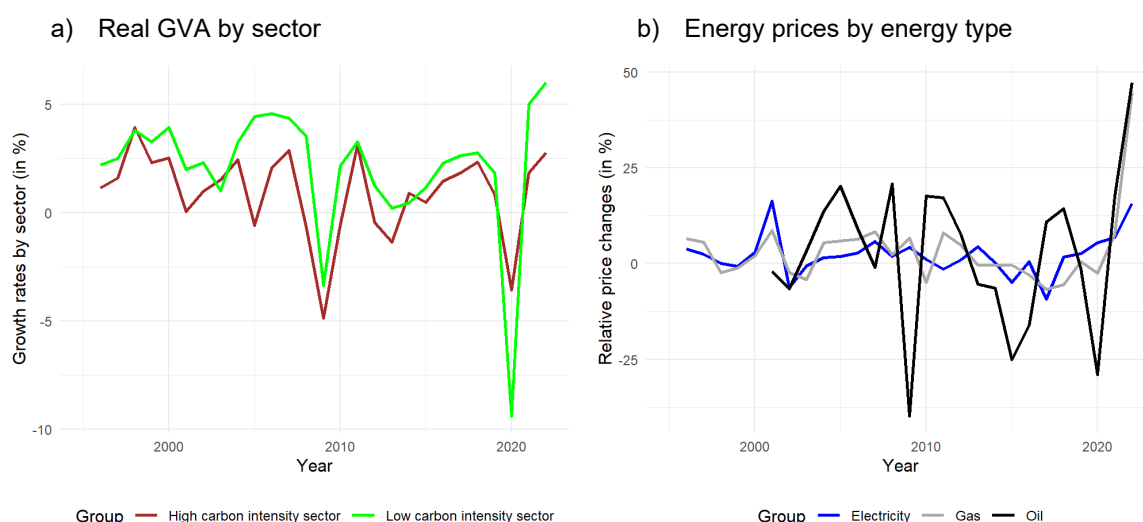 a) Real GVA by sector
Growth rates by sector (in %)
5
0
-5
-10
2000 2010 2020
Year
Group High carbon intensity sector Low carbon intensity sector
b) Energy prices by energy type
Relative price changes (in %)
50
25
0
-25
2000 2010 2020
Year
Group Electricity Gas Oil